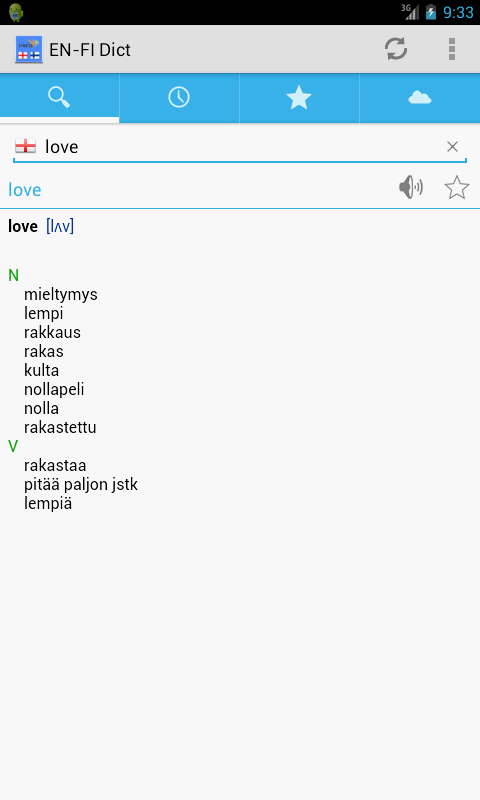 3G
9:33
EN-FI Dict
love
love
love [lʌv]
N
mieltymys
lempi
rakkaus
rakas
kulta
nollapeli
nolla
rakastettu
V
rakastaa
pitää paljon jstk
lempiä